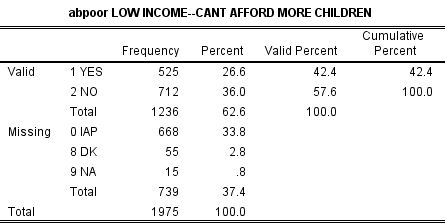 abpoor LOW INCOME--CANT AFFORD MORE CHILDREN
Frequency Percent Valid Percent Cumulative Percent
Valid 1 YES 525 26.6 42.4 42.4
2 NO 712 36.0 57.6 100.0
Total 1236 62.6 100.0
Missing 0 IAP 668 33.8
8 DK 55 2.8
9 NA 15 .8
Total 739 37.4
Total 1975 100.0